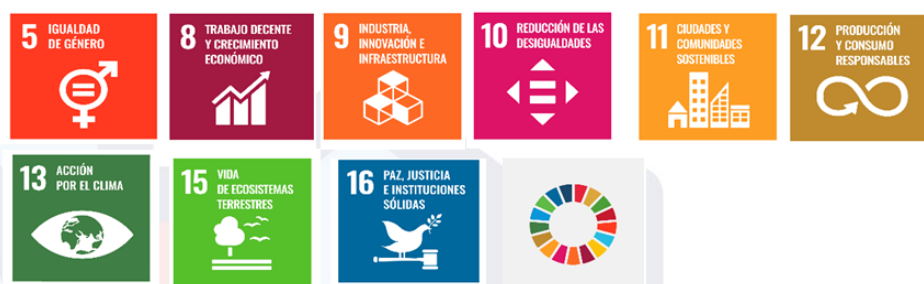 5 IGUALDAD
DE GÉNERO
8 TRABAJO DECENTE
Y CRECIMIENTO
ECONÓMICO
9 INDUSTRIA,
INNOVACIÓN E
INFRAESTRUCTURA
10 REDUCCIÓN DE LAS
DESIGUALDADES
11 CIUDADES Y
COMUNIDADES
SOSTENIBLES
12 PRODUCCIÓN
Y CONSUMO
RESPONSABLES
13 ACCIÓN
POR EL CLIMA
15 VIDA
DE ECOSISTEMAS
TERRESTRES
16 PAZ, JUSTICIA
E INSTITUCIONES
SÓLIDAS